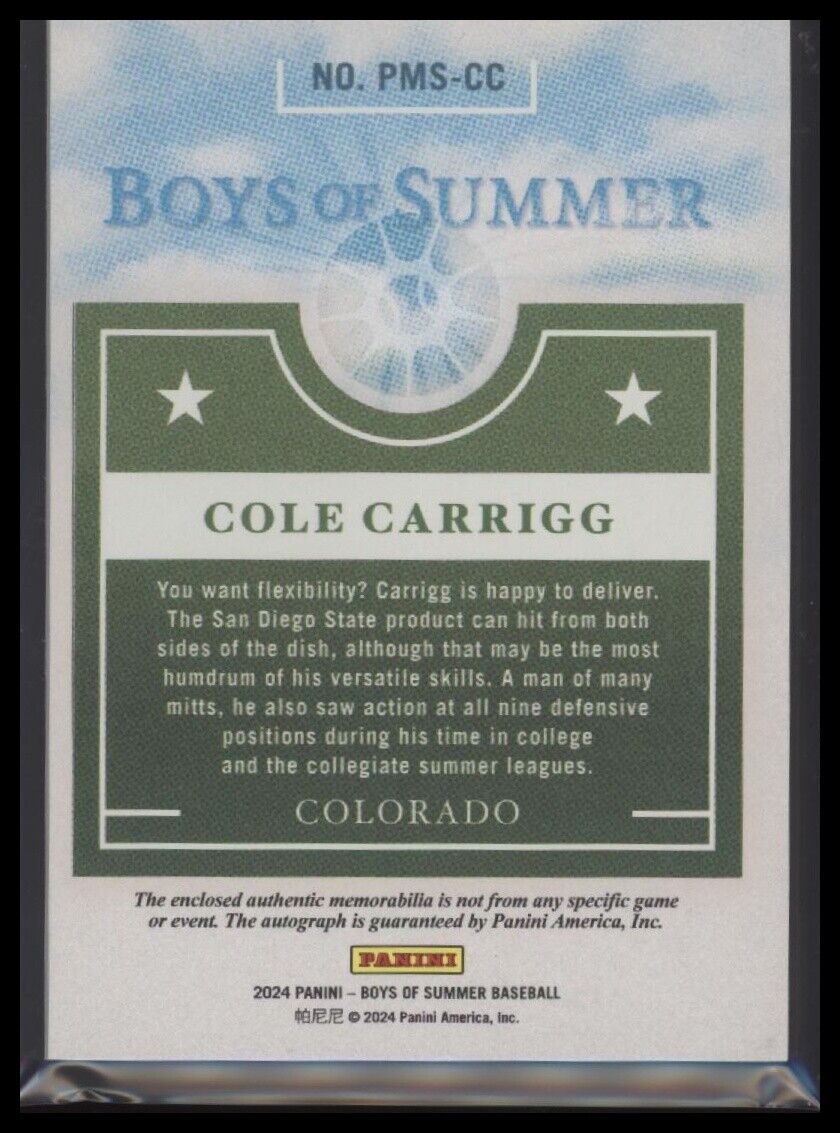 NO. PMS-CC
BOYS OF SUMMER
COLE CARRIGG
You want flexibility? Carrigg is happy to deliver.
The San Diego State product can hit from both
sides of the dish, although that may be the most
humdrum of his versatile skills. A man of many
mitts, he also saw action at all nine defensive
positions during his time in college
and the collegiate summer leagues.
COLORADO
The enclosed authentic memorabilia is not from any specific game
or event. The autograph is guaranteed by Panini America, Inc.
PANINI
2024 PANINI – BOYS OF SUMMER BASEBALL
帕尼尼 © 2024 Panini America, Inc.